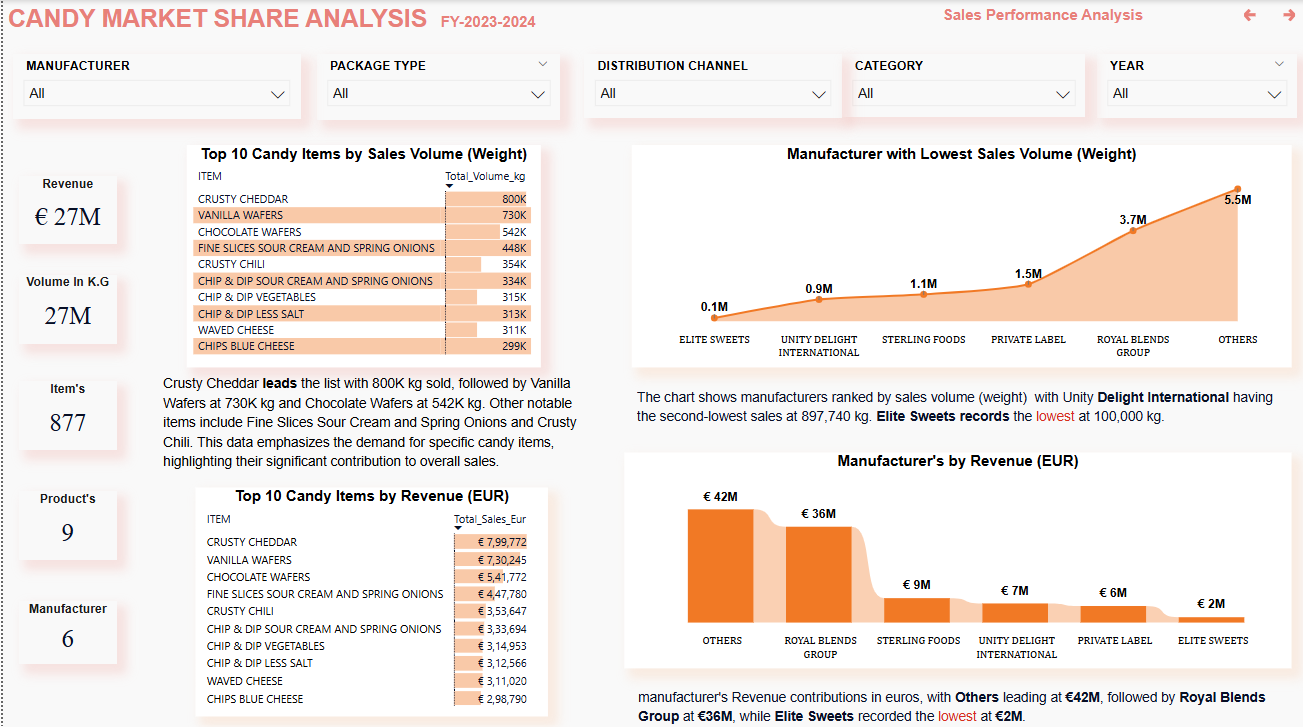 CANDY MARKET SHARE ANALYSIS FY-2023-2024
Sales Performance Analysis
MANUFACTURER
All
PACKAGE TYPE
All
DISTRIBUTION CHANNEL
All
CATEGORY
All
YEAR
All
Revenue
€ 27M
Volume In K.G
27M
Item's
877
Product's
9
Manufacturer
6
Top 10 Candy Items by Sales Volume (Weight)
ITEM Total_Volume_kg
CRUSTY CHEDDAR 800K
VANILLA WAFERS 730K
CHOCOLATE WAFERS 542K
FINE SLICES SOUR CREAM AND SPRING ONIONS 448K
CRUSTY CHILI 354K
CHIP & DIP SOUR CREAM AND SPRING ONIONS 334K
CHIP & DIP VEGETABLES 315K
CHIP & DIP LESS SALT 313K
WAVED CHEESE 311K
CHIPS BLUE CHEESE 299K
Crusty Cheddar leads the list with 800K kg sold, followed by Vanilla
Wafers at 730K kg and Chocolate Wafers at 542K kg. Other notable
items include Fine Slices Sour Cream and Spring Onions and Crusty
Chili. This data emphasizes the demand for specific candy items,
highlighting their significant contribution to overall sales.
Top 10 Candy Items by Revenue (EUR)
ITEM Total_Sales_Eur
CRUSTY CHEDDAR € 7,99,772
VANILLA WAFERS € 7,30,245
CHOCOLATE WAFERS € 5,41,772
FINE SLICES SOUR CREAM AND SPRING ONIONS € 4,47,780
CRUSTY CHILI € 3,53,647
CHIP & DIP SOUR CREAM AND SPRING ONIONS € 3,33,694
CHIP & DIP VEGETABLES € 3,14,953
CHIP & DIP LESS SALT € 3,12,566
WAVED CHEESE € 3,11,020
CHIPS BLUE CHEESE € 2,98,790
Manufacturer with Lowest Sales Volume (Weight)
0.1M 0.9M 1.1M 1.5M 3.7M 5.5M
ELITE SWEETS UNITY DELIGHT STERLING FOODS PRIVATE LABEL ROYAL BLENDS OTHERS
INTERNATIONAL GROUP
The chart shows manufacturers ranked by sales volume (weight) with Unity Delight International having
the second-lowest sales at 897,740 kg. Elite Sweets records the lowest at 100,000 kg.
Manufacturer's by Revenue (EUR)
€ 42M € 36M € 9M € 7M € 6M € 2M
OTHERS ROYAL BLENDS STERLING FOODS UNITY DELIGHT PRIVATE LABEL ELITE SWEETS
GROUP INTERNATIONAL
manufacturer's Revenue contributions in euros, with Others leading at €42M, followed by Royal Blends
Group at €36M, while Elite Sweets recorded the lowest at €2M.